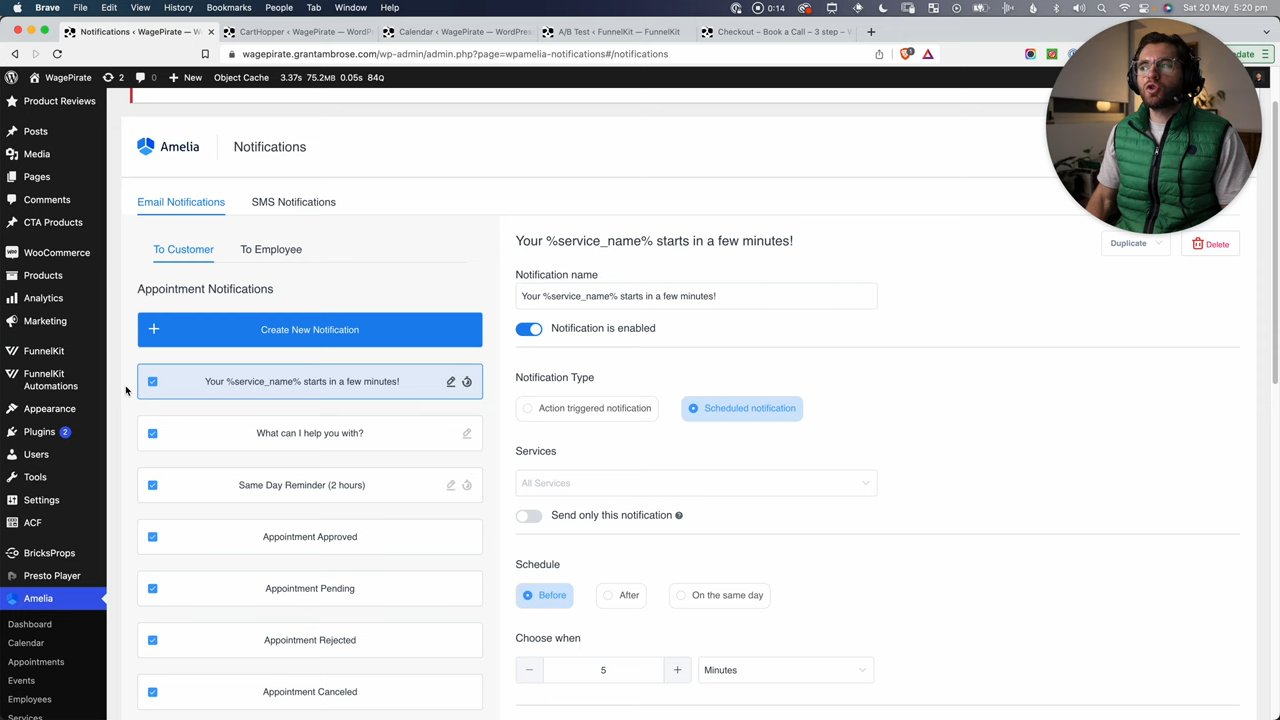 Brave File Edit View History Bookmarks People Tab Window Help
0:14
Sat 20 Apr 5:20 pm
Notifications ‹ WagePirate — W
CartHopper ‹ WagePirate — WordP
Calendar ‹ WagePirate — WordPres
A/B Test ‹ FunnelKit ‹ FunnelKit
Checkout – Book a Call – 3 step – W
wagepirate.grantambrose.com/wp-admin/admin.php?page=wpamelia-notifications#/notifications
WagePirate 2 0 New Object Cache 3.37s 75.2MB 0.05s 84Q
Product Reviews
Posts
Media
Pages
Comments
CTA Products
WooCommerce
Products
Analytics
Marketing
FunnelKit
FunnelKit
Automations
Appearance
Plugins 2
Users
Tools
Settings
ACF
BricksProps
Presto Player
Amelia
Dashboard
Calendar
Appointments
Events
Employees
Services
Amelia
Notifications
Email Notifications
SMS Notifications
To Customer
To Employee
Appointment Notifications
Create New Notification
Your %service_name% starts in a few minutes!
What can I help you with?
Same Day Reminder (2 hours)
Appointment Approved
Appointment Pending
Appointment Rejected
Appointment Canceled
Your %service_name% starts in a few minutes!
Duplicate
Delete
Notification name
Your %service_name% starts in a few minutes!
Notification is enabled
Notification Type
Action triggered notification
Scheduled notification
Services
All Services
Send only this notification
Schedule
Before
After
On the same day
Choose when
5
Minutes